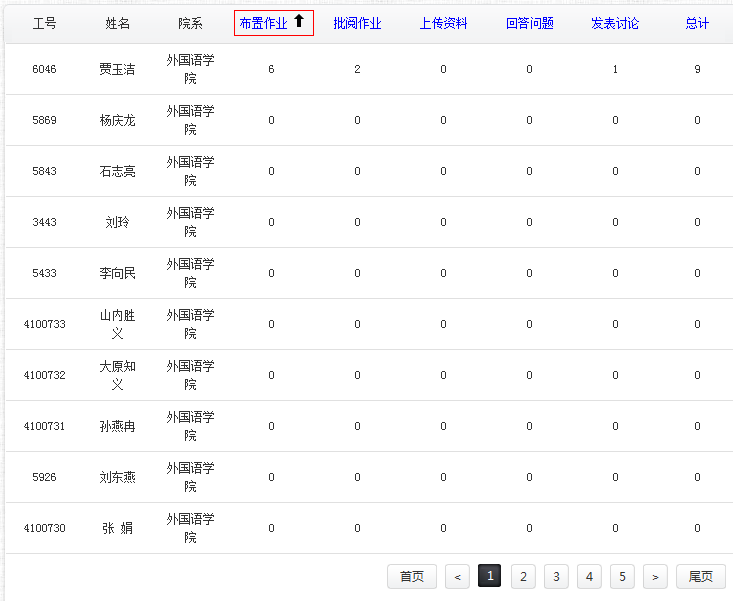 工号 姓名 院系 布置作业 批阅作业 上传资料 回答问题 发表讨论 总计
6046 贾玉洁 外国语学院 6 2 0 0 1 9
5869 杨庆龙 外国语学院 0 0 0 0 0 0
5843 石志亮 外国语学院 0 0 0 0 0 0
3443 刘玲 外国语学院 0 0 0 0 0 0
5433 李向民 外国语学院 0 0 0 0 0 0
4100733 山内胜义 外国语学院 0 0 0 0 0 0
4100732 大原知义 外国语学院 0 0 0 0 0 0
4100731 孙燕冉 外国语学院 0 0 0 0 0 0
5926 刘东燕 外国语学院 0 0 0 0 0 0
4100730 张 娟 外国语学院 0 0 0 0 0 0
首页 < 1 2 3 4 5 > 尾页